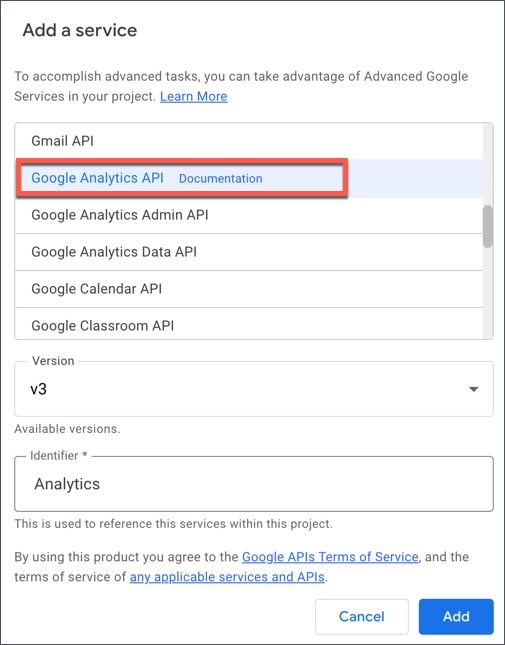 Add a service
To accomplish advanced tasks, you can take advantage of Advanced Google
Services in your project. Learn More
Gmail API
Google Analytics API Documentation
Google Analytics Admin API
Google Analytics Data API
Google Calendar API
Google Classroom API
Version
v3
Available versions.
Identifier *
Analytics
This is used to reference this services within this project.
By using this product you agree to the Google APIs Terms of Service, and the
terms of service of any applicable services and APIs.
Cancel Add